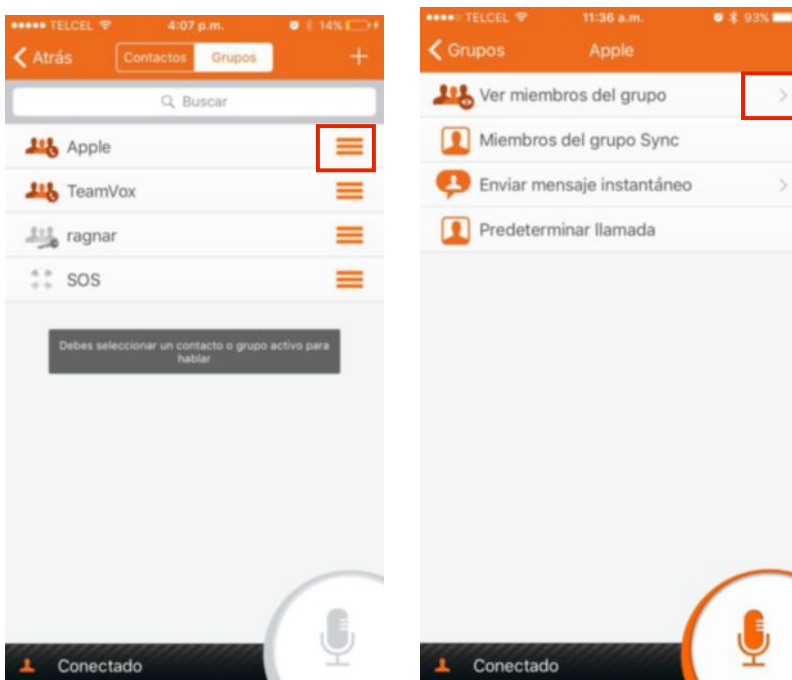 TELCEL 4:07 p.m. 14%
Atrás Contactos Grupos +
Buscar
Apple
TeamVox
ragnar
SOS
Debes seleccionar un contacto o grupo activo para
hablar
Conectado
TELCEL 11:36 a.m. 93%
Grupos Apple
Ver miembros del grupo
Miembros del grupo Sync
Enviar mensaje instantáneo
Predeterminar llamada
Conectado